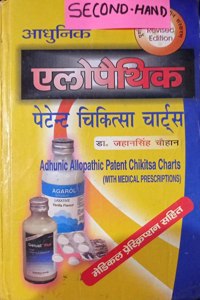 SECOND-HAND
आधुनिक
Revised
Edition
एलोपैथिक
पेटेन्ट चिकित्सा चार्ट्स
डा. जहानसिंह चौहान
Adhunic Allopathic Patent Chikitsa Charts
(WITH MEDICAL PRESCRIPTIONS)
AGAROL
LAXATIVE
मेडिकल प्रेस्क्रिप्शन सहित